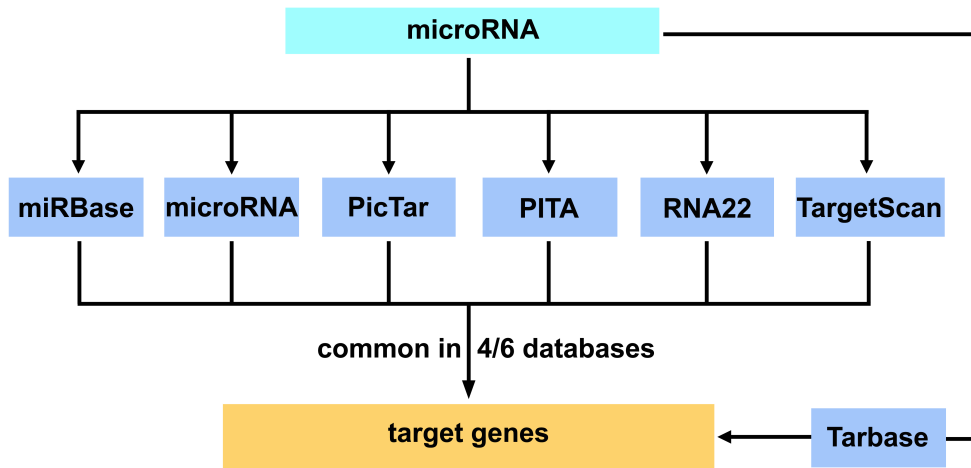 microRNA
miRBase
microRNA
PicTar
PITA
RNA22
TargetScan
common in 4/6 databases
target genes
Tarbase